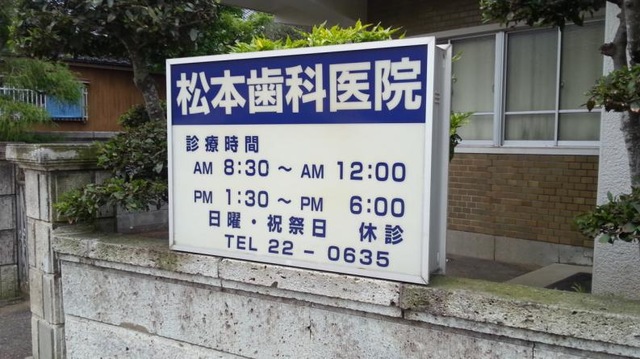 松本歯科医院
診療時間
AM 8:30 ～ AM 12:00
PM 1:30 ～ PM 6:00
日曜・祝祭日 休診
TEL 22 - 0635